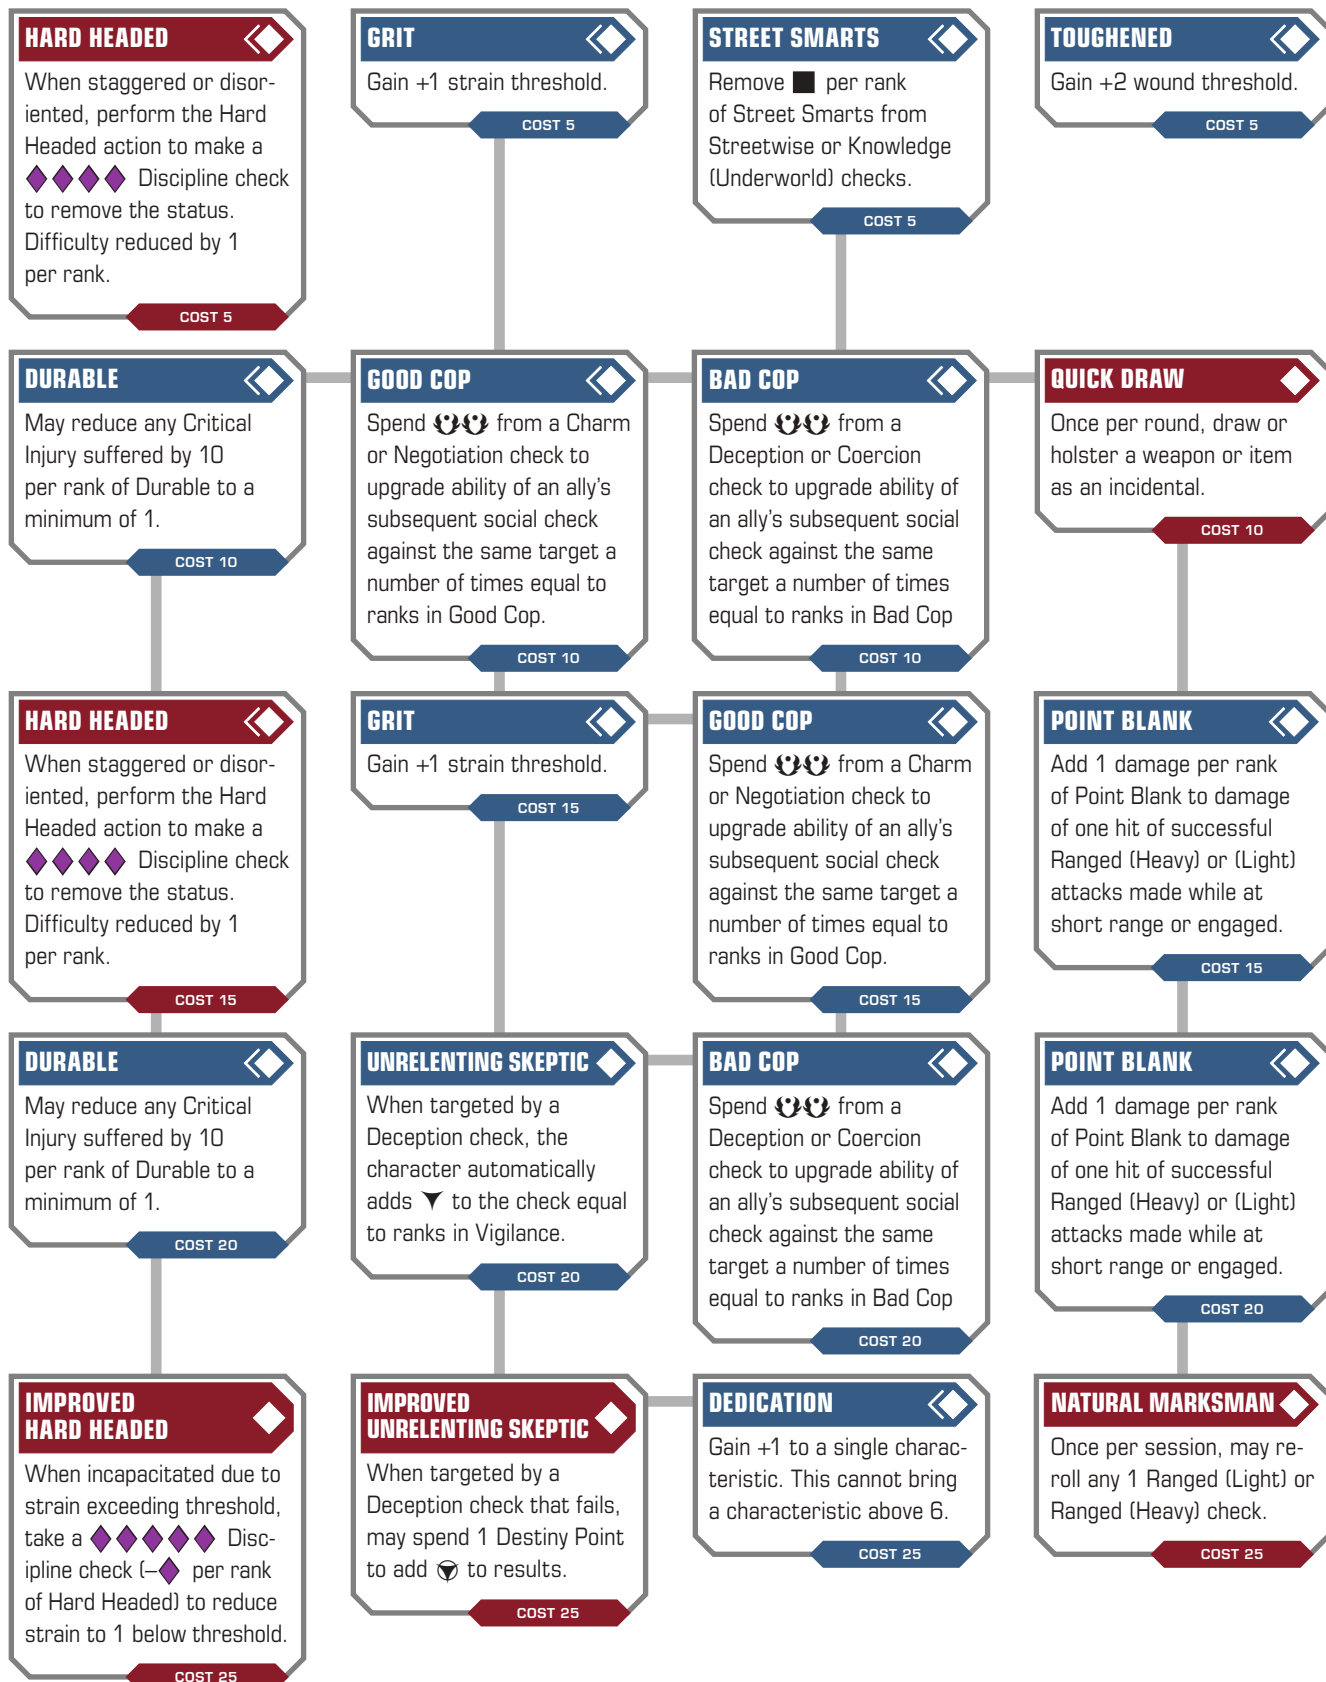 HARD HEADED
When staggered or disor-
iented, perform the Hard
Headed action to make a
Discipline check
to remove the status.
Difficulty reduced by 1
per rank.
COST 5
GRIT
Gain +1 strain threshold.
COST 5
STREET SMARTS
Remove per rank
of Street Smarts from
Streetwise or Knowledge
(Underworld) checks.
COST 5
TOUGHENED
Gain +2 wound threshold.
COST 5
DURABLE
May reduce any Critical
Injury suffered by 10
per rank of Durable to a
minimum of 1.
COST 10
GOOD COP
Spend from a Charm
or Negotiation check to
upgrade ability of an ally's
subsequent social check
against the same target a
number of times equal to
ranks in Good Cop.
COST 10
BAD COP
Spend from a
Deception or Coercion
check to upgrade ability of
an ally's subsequent social
check against the same
target a number of times
equal to ranks in Bad Cop
COST 10
QUICK DRAW
Once per round, draw or
holster a weapon or item
as an incidental.
COST 10
HARD HEADED
When staggered or disor-
iented, perform the Hard
Headed action to make a
Discipline check
to remove the status.
Difficulty reduced by 1
per rank.
COST 15
GRIT
Gain +1 strain threshold.
COST 15
GOOD COP
Spend from a Charm
or Negotiation check to
upgrade ability of an ally's
subsequent social check
against the same target a
number of times equal to
ranks in Good Cop.
COST 15
POINT BLANK
Add 1 damage per rank
of Point Blank to damage
of one hit of successful
Ranged (Heavy) or (Light)
attacks made while at
short range or engaged.
COST 15
DURABLE
May reduce any Critical
Injury suffered by 10
per rank of Durable to a
minimum of 1.
COST 20
UNRELENTING SKEPTIC
When targeted by a
Deception check, the
character automatically
adds to the check equal
to ranks in Vigilance.
COST 20
BAD COP
Spend from a
Deception or Coercion
check to upgrade ability of
an ally's subsequent social
check against the same
target a number of times
equal to ranks in Bad Cop
COST 20
POINT BLANK
Add 1 damage per rank
of Point Blank to damage
of one hit of successful
Ranged (Heavy) or (Light)
attacks made while at
short range or engaged.
COST 20
IMPROVED
HARD HEADED
When incapacitated due to
strain exceeding threshold,
take a Disc-
ipline check (– per rank
of Hard Headed) to reduce
strain to 1 below threshold.
COST 25
IMPROVED
UNRELENTING SKEPTIC
When targeted by a
Deception check that fails,
may spend 1 Destiny Point
to add to results.
COST 25
DEDICATION
Gain +1 to a single charac-
teristic. This cannot bring
a characteristic above 6.
COST 25
NATURAL MARKSMAN
Once per session, may re-
roll any 1 Ranged (Light) or
Ranged (Heavy) check.
COST 25